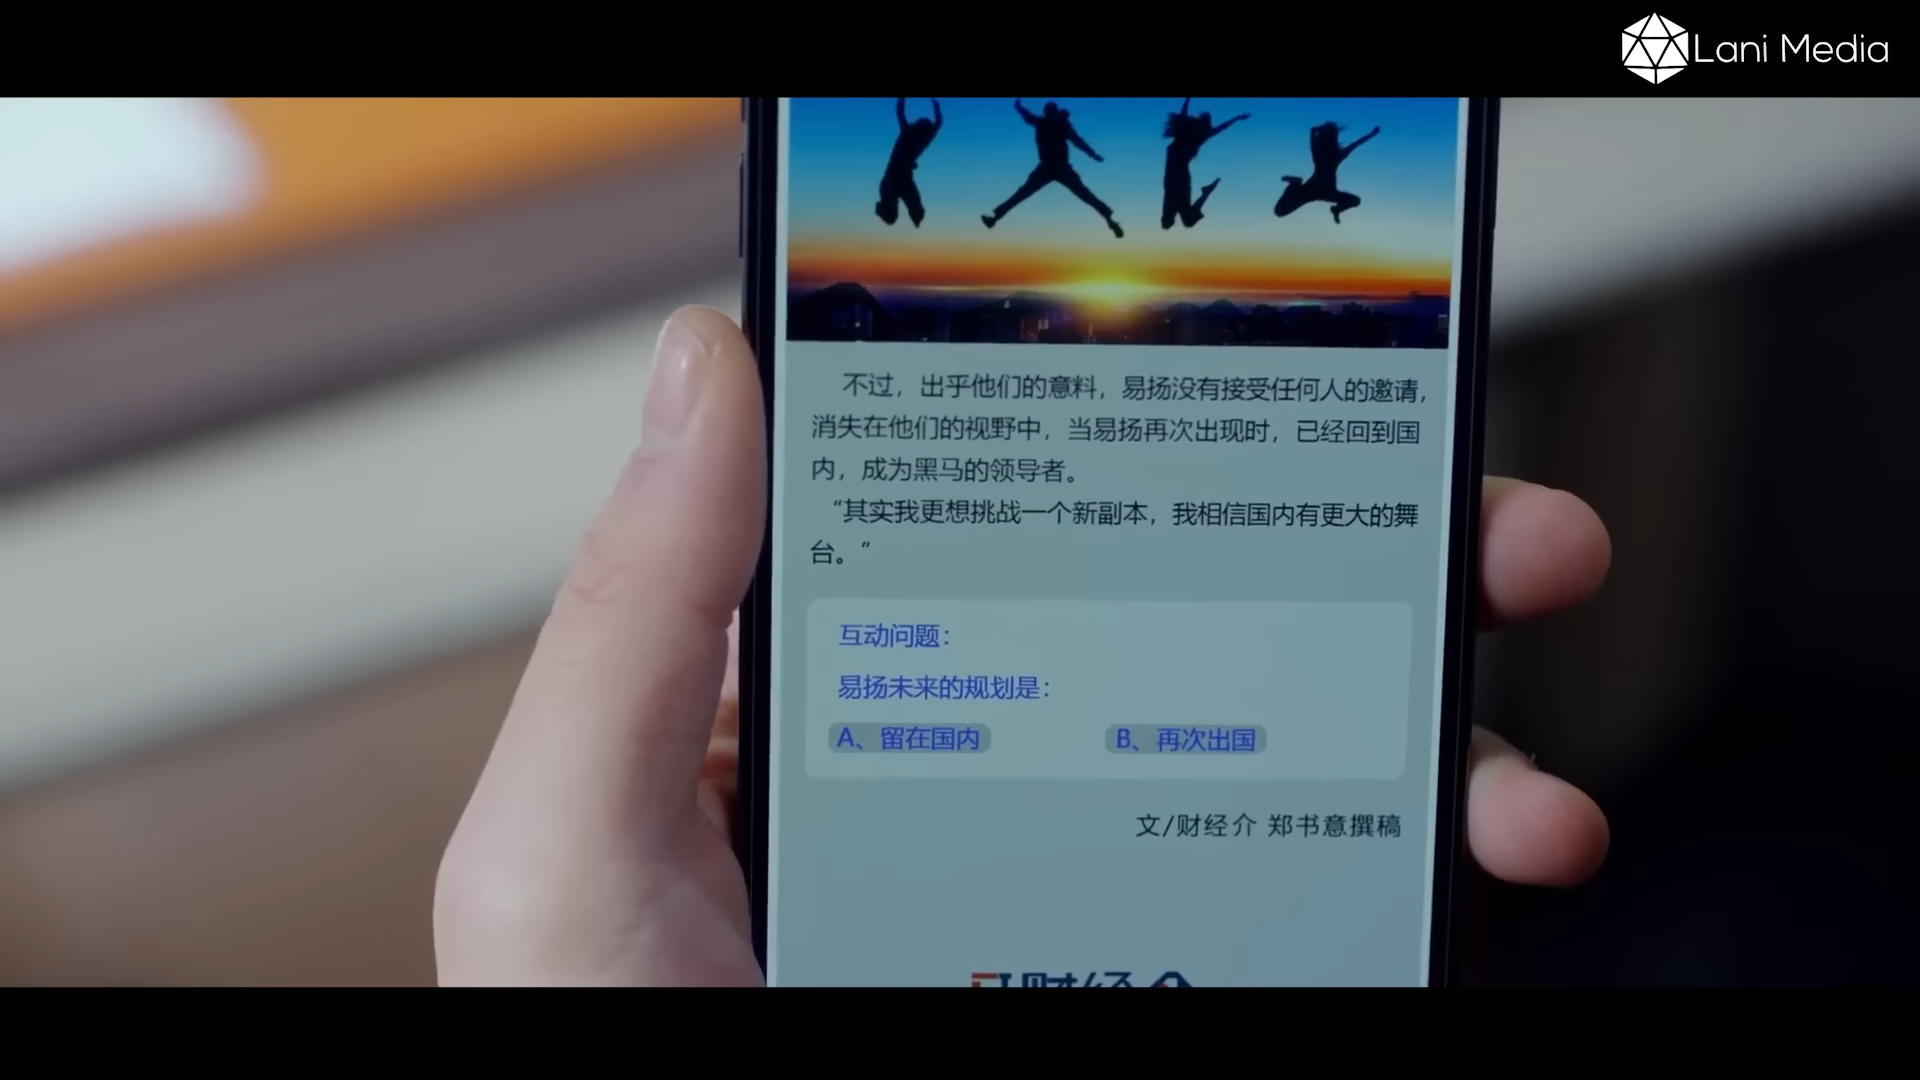 Lani Media
不过，出乎他们的意料，易扬没有接受任何人的邀请，
消失在他们的视野中，当易扬再次出现时，已经回到国
内，成为黑马的领导者。
“其实我更想挑战一个新副本，我相信国内有更大的舞
台。”
互动问题：
易扬未来的规划是：
A、留在国内
B、再次出国
文/财经介 郑书意撰稿
财经介